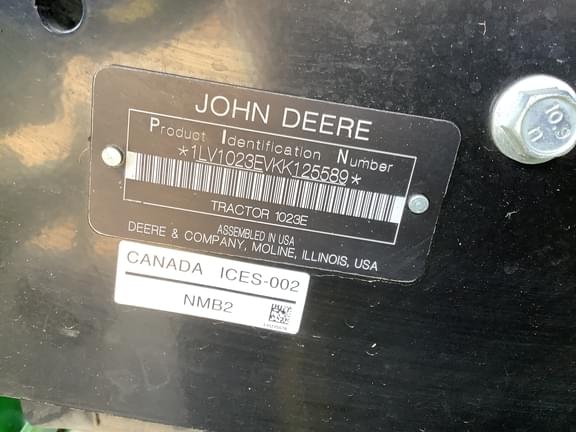 JOHN DEERE
Product Identification Number
*1LV1023EVKK125589*
TRACTOR 1023E
ASSEMBLED IN USA
DEERE & COMPANY, MOLINE, ILLINOIS, USA
CANADA ICES-002
NMB2
10.9